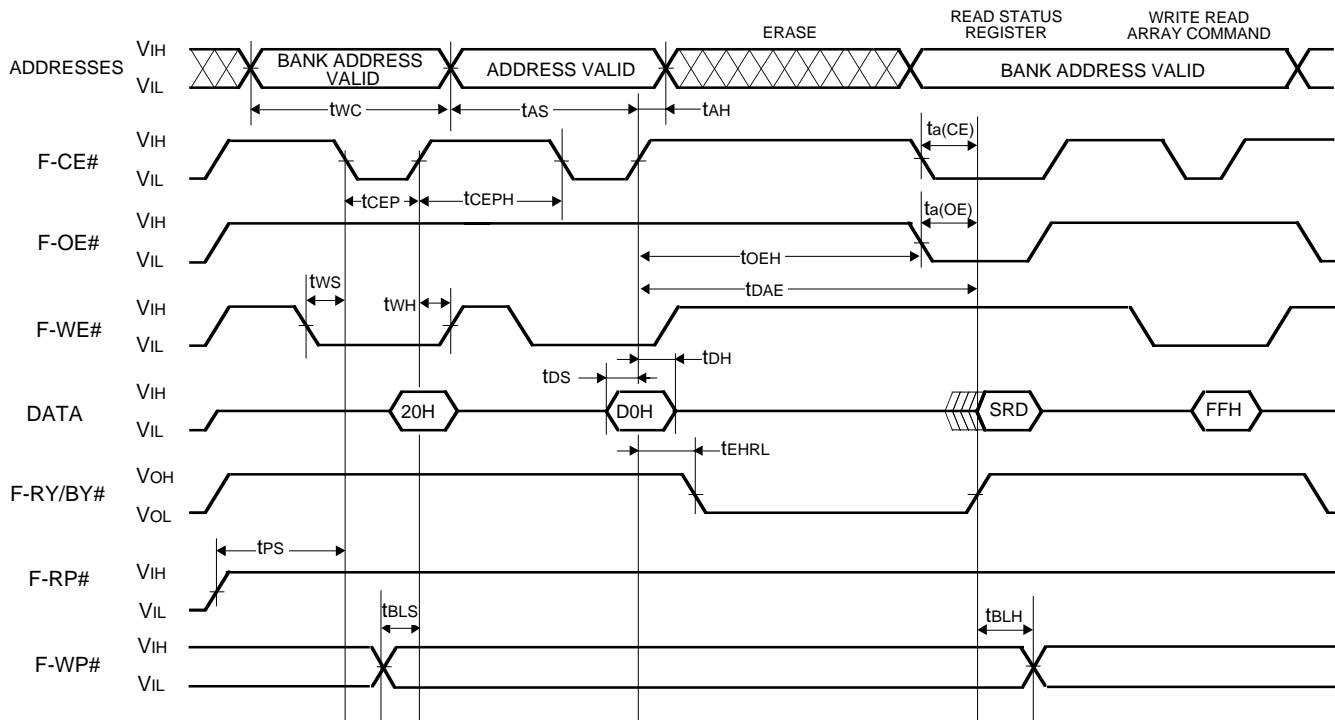 READ STATUS
REGISTER
WRITE READ
ARRAY COMMAND
ERASE
ADDRESSES
VIH
VIL
BANK ADDRESS
VALID
ADDRESS VALID
BANK ADDRESS VALID
tWC
tAS
tAH
F-CE#
VIH
VIL
ta(CE)
tCEP
tCEPH
F-OE#
VIH
VIL
ta(OE)
tOEH
tDAE
F-WE#
VIH
VIL
tWS
tWH
tDH
tDS
DATA
VIH
VIL
20H
D0H
SRD
FFH
tEHRL
F-RY/BY#
VOH
VOL
tPS
F-RP#
VIH
VIL
tBLS
tBLH
F-WP#
VIH
VIL